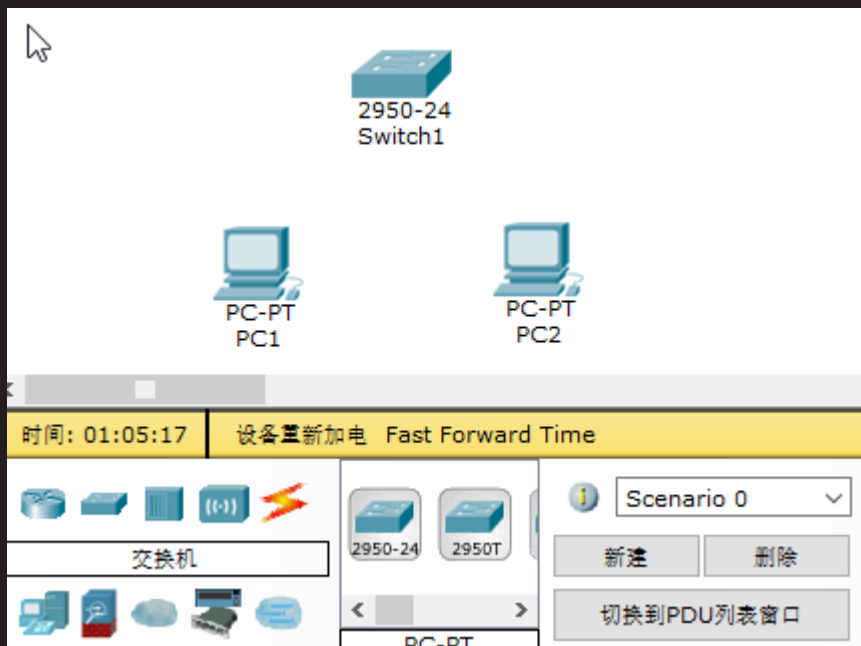 2950-24
Switch1
PC-PT
PC1
PC-PT
PC2
时间: 01:05:17
设备重新加电 Fast Forward Time
交换机
2950-24
2950T
Scenario 0
新建
删除
切换到PDU列表窗口
PC-PT